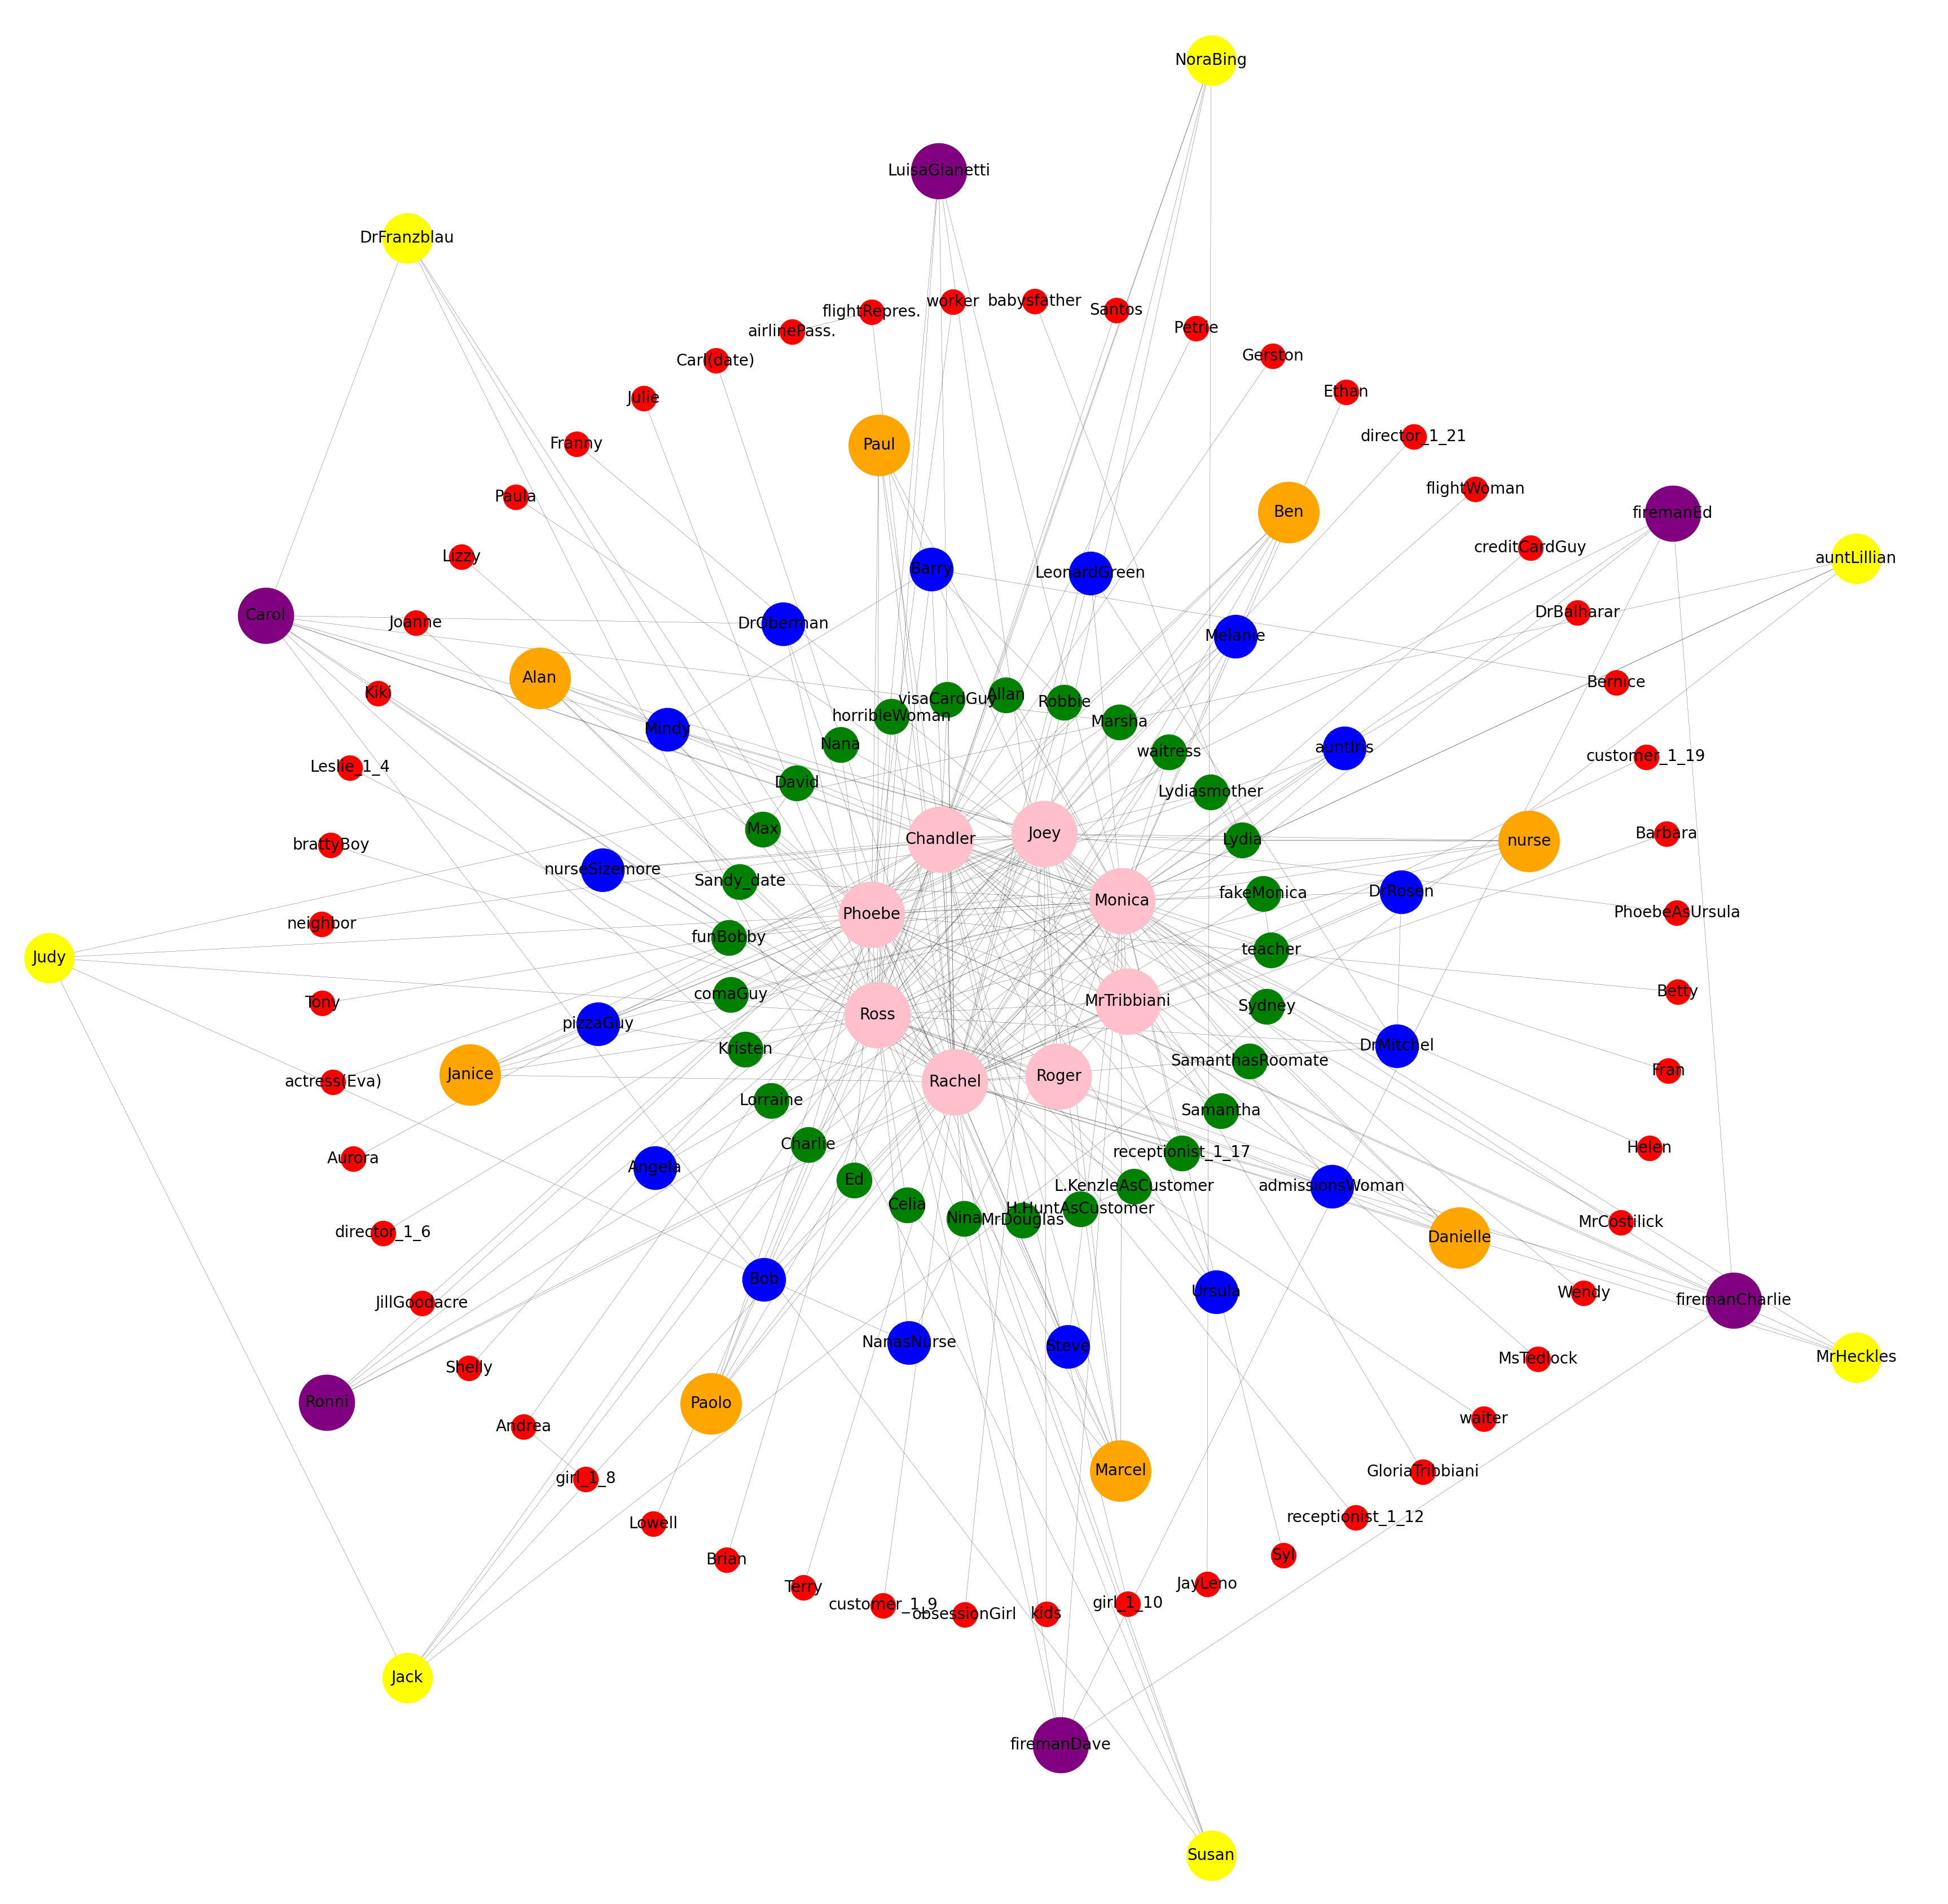 NoraBing
LuisaGianetti
DrFranzblau
flightRepres.
worker
babysfather
Santos
airlinePass.
Petrie
Gerston
Carl(date)
Julie
Ethan
Franny
Paul
director_1_21
Paula
flightWoman
Ben
firemanEd
Lizzy
creditCardGuy
auntLillian
Barry
LeonardGreen
Carol
Joanne
DrOberman
DrBalharar
Melanie
Alan
Kiki
Bernice
visaCardGuy
Allan
Robbie
horribleWoman
Marsha
Mindy
Nana
waitress
auntIris
customer_1_19
Leslie_1_4
David
Lydiasmother
Max
Chandler
Joey
Lydia
nurse
Barbara
brattyBoy
nurseSizemore
Sandy_date
fakeMonica
DrRosen
Monica
Phoebe
PhoebeAsUrsula
neighbor
funBobby
teacher
Judy
comaGuy
Betty
Tony
MrTribbiani
Sydney
Ross
pizzaGuy
Kristen
DrMitchel
SamanthasRoomate
Fran
Janice
actress(Eva)
Rachel
Roger
Lorraine
Samantha
Charlie
Helen
Aurora
receptionist_1_17
Angela
Ed
L.KenzleAsCustomer
admissionsWoman
Celia
Nina
MrDouglas
H.HuntAsCustomer
MrCostilick
director_1_6
Danielle
Bob
Ursula
Wendy
JillGoodacre
firemanCharlie
NanasNurse
Steve
MsTedlock
MrHeckles
Shelly
Ronni
Paolo
waiter
Andrea
Marcel
GloriaTribbiani
girl_1_8
receptionist_1_12
Lowell
Brian
Syl
Terry
JayLeno
customer_1_9
obsessionGirl
kids
girl_1_10
Jack
firemanDave
Susan